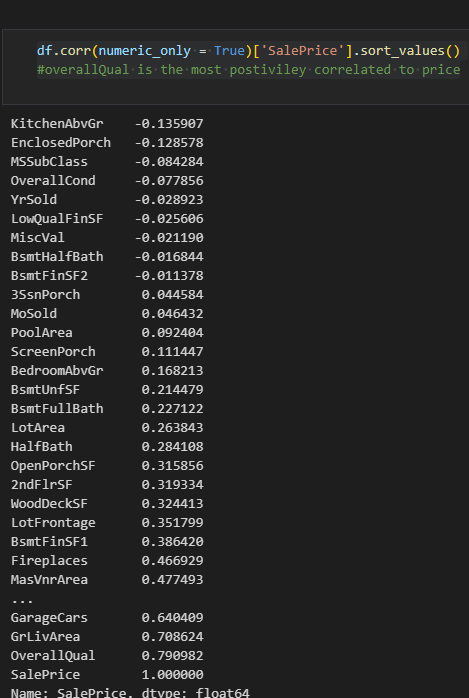 df.corr(numeric_only = True)['SalePrice'].sort_values()
#overallQual is the most postiviley correlated to price
KitchenAbvGr -0.135907
EnclosedPorch -0.128578
MSSubClass -0.084284
OverallCond -0.077856
YrSold -0.028923
LowQualFinSF -0.025606
MiscVal -0.021190
BsmtHalfBath -0.016844
BsmtFinSF2 -0.011378
3SsnPorch 0.044584
MoSold 0.046432
PoolArea 0.092404
ScreenPorch 0.111447
BedroomAbvGr 0.168213
BsmtUnfSF 0.214479
BsmtFullBath 0.227122
LotArea 0.263843
HalfBath 0.284108
OpenPorchSF 0.315856
2ndFlrSF 0.319334
WoodDeckSF 0.324413
LotFrontage 0.351799
BsmtFinSF1 0.386420
Fireplaces 0.466929
MasVnrArea 0.477493
...
GarageCars 0.640409
GrLivArea 0.708624
OverallQual 0.790982
SalePrice 1.000000
Name: SalePrice, dtype: float64